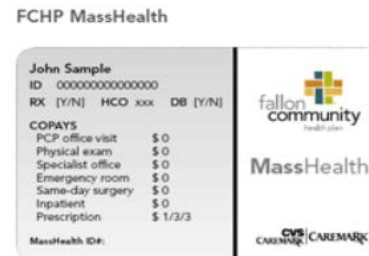 FCHP MassHealth
John Sample
ID 00000000000000
RX [Y/N] HCO xxx DB [Y/N]
COPAYS
PCP office visit $ 0
Physical exam $ 0
Specialist office $ 0
Emergency room $ 0
Same-day surgery $ 0
Inpatient $ 0
Prescription $ 1/3/3
MassHealth ID#:
fallon
community
health plan
MassHealth
CVS
CAREMARK CAREMARK